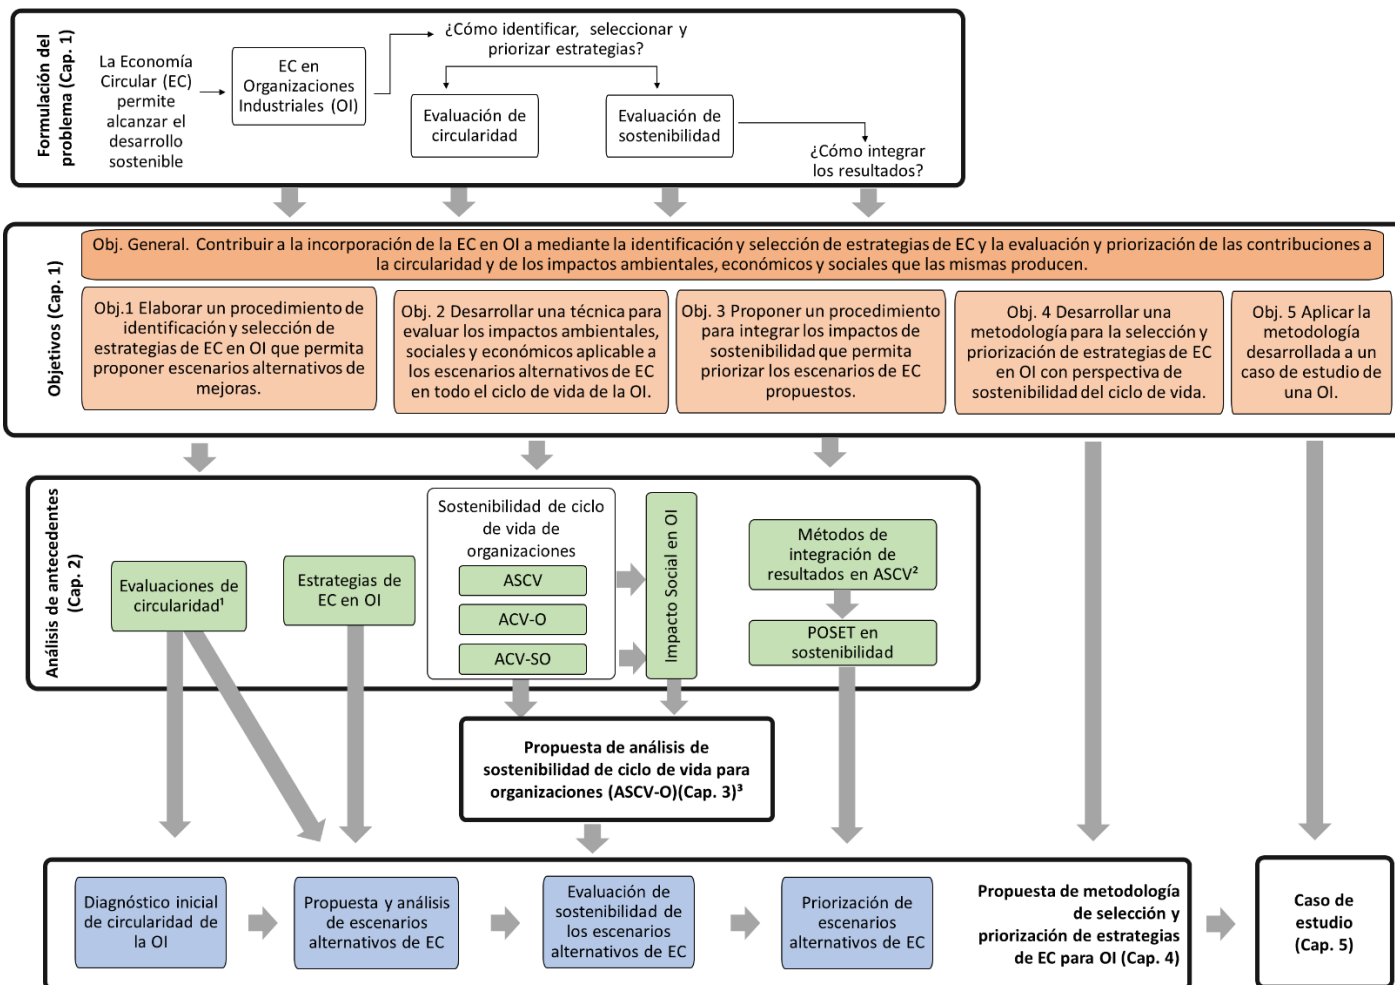 Formulación del
problema (Cap. 1)
La Economía
Circular (EC)
permite
alcanzar el
desarrollo
sostenible
EC en
Organizaciones
Industriales (OI)
¿Cómo identificar, seleccionar y
priorizar estrategias?
Evaluación de
circularidad
Evaluación de
sostenibilidad
¿Cómo integrar
los resultados?
Objetivos (Cap. 1)
Obj. General. Contribuir a la incorporación de la EC en OI a mediante la identificación y selección de estrategias de EC y la evaluación y priorización de las contribuciones a
la circularidad y de los impactos ambientales, económicos y sociales que las mismas producen.
Obj.1 Elaborar un procedimiento de
identificación y selección de
estrategias de EC en OI que permita
proponer escenarios alternativos de
mejoras.
Obj. 2 Desarrollar una técnica para
evaluar los impactos ambientales,
sociales y económicos aplicable a
los escenarios alternativos de EC
en todo el ciclo de vida de la OI.
Obj. 3 Proponer un procedimiento
para integrar los impactos de
sostenibilidad que permita
priorizar los escenarios de EC
propuestos.
Obj. 4 Desarrollar una
metodología para la selección y
priorización de estrategias de EC
en OI con perspectiva de
sostenibilidad del ciclo de vida.
Obj. 5 Aplicar la
metodología
desarrollada a un
caso de estudio de
una OI.
Análisis de antecedentes
(Cap. 2)
Evaluaciones de
circularidad¹
Estrategias de
EC en OI
Sostenibilidad de ciclo
de vida de
organizaciones
ASCV
ACV-O
ACV-SO
Impacto Social en OI
Métodos de
integración de
resultados en ASCV²
POSET en
sostenibilidad
Propuesta de análisis de
sostenibilidad de ciclo de vida para
organizaciones (ASCV-O)(Cap. 3)³
Diagnóstico inicial
de circularidad de
la OI
Propuesta y análisis
de escenarios
alternativos de EC
Evaluación de
sostenibilidad de
los escenarios
alternativos de EC
Priorización de
escenarios
alternativos de EC
Propuesta de metodología
de selección y
priorización de estrategias
de EC para OI (Cap. 4)
Caso de
estudio
(Cap. 5)